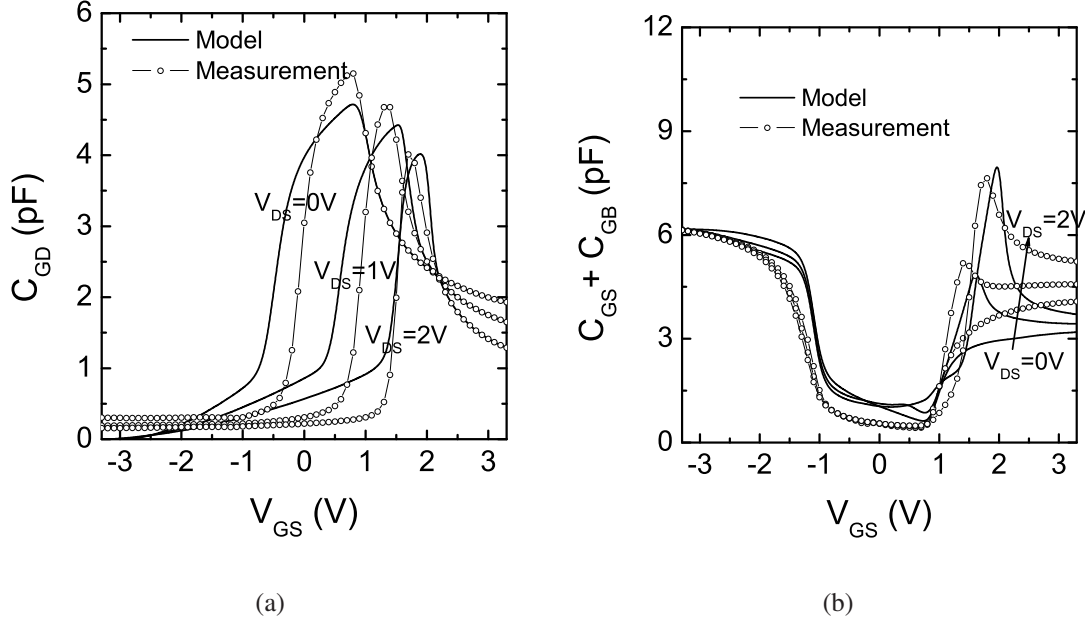 6
5
4
3
2
1
0
-3 -2 -1 0 1 2 3
C_GD (pF)
V_GS (V)
Model
Measurement
V_DS=0V
V_DS=1V
V_DS=2V
(a)
12
9
6
3
0
-3 -2 -1 0 1 2 3
C_GS + C_GB (pF)
V_GS (V)
Model
Measurement
V_DS=2V
V_DS=0V
(b)